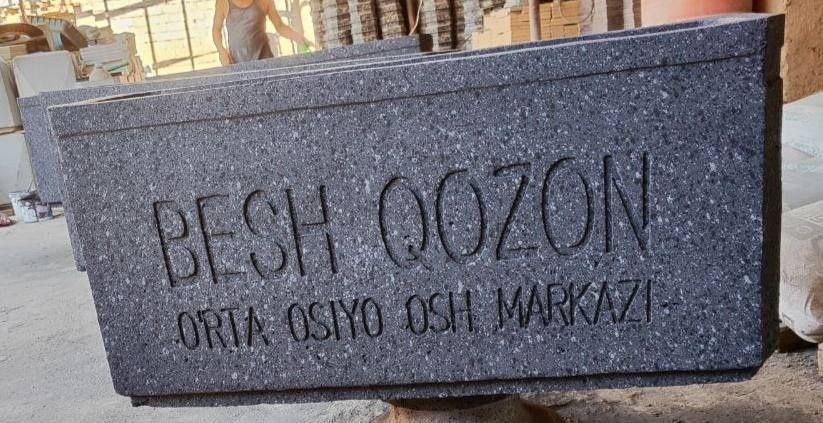 BESH QOZON
O'RTA OSIYO OSH MARKAZI